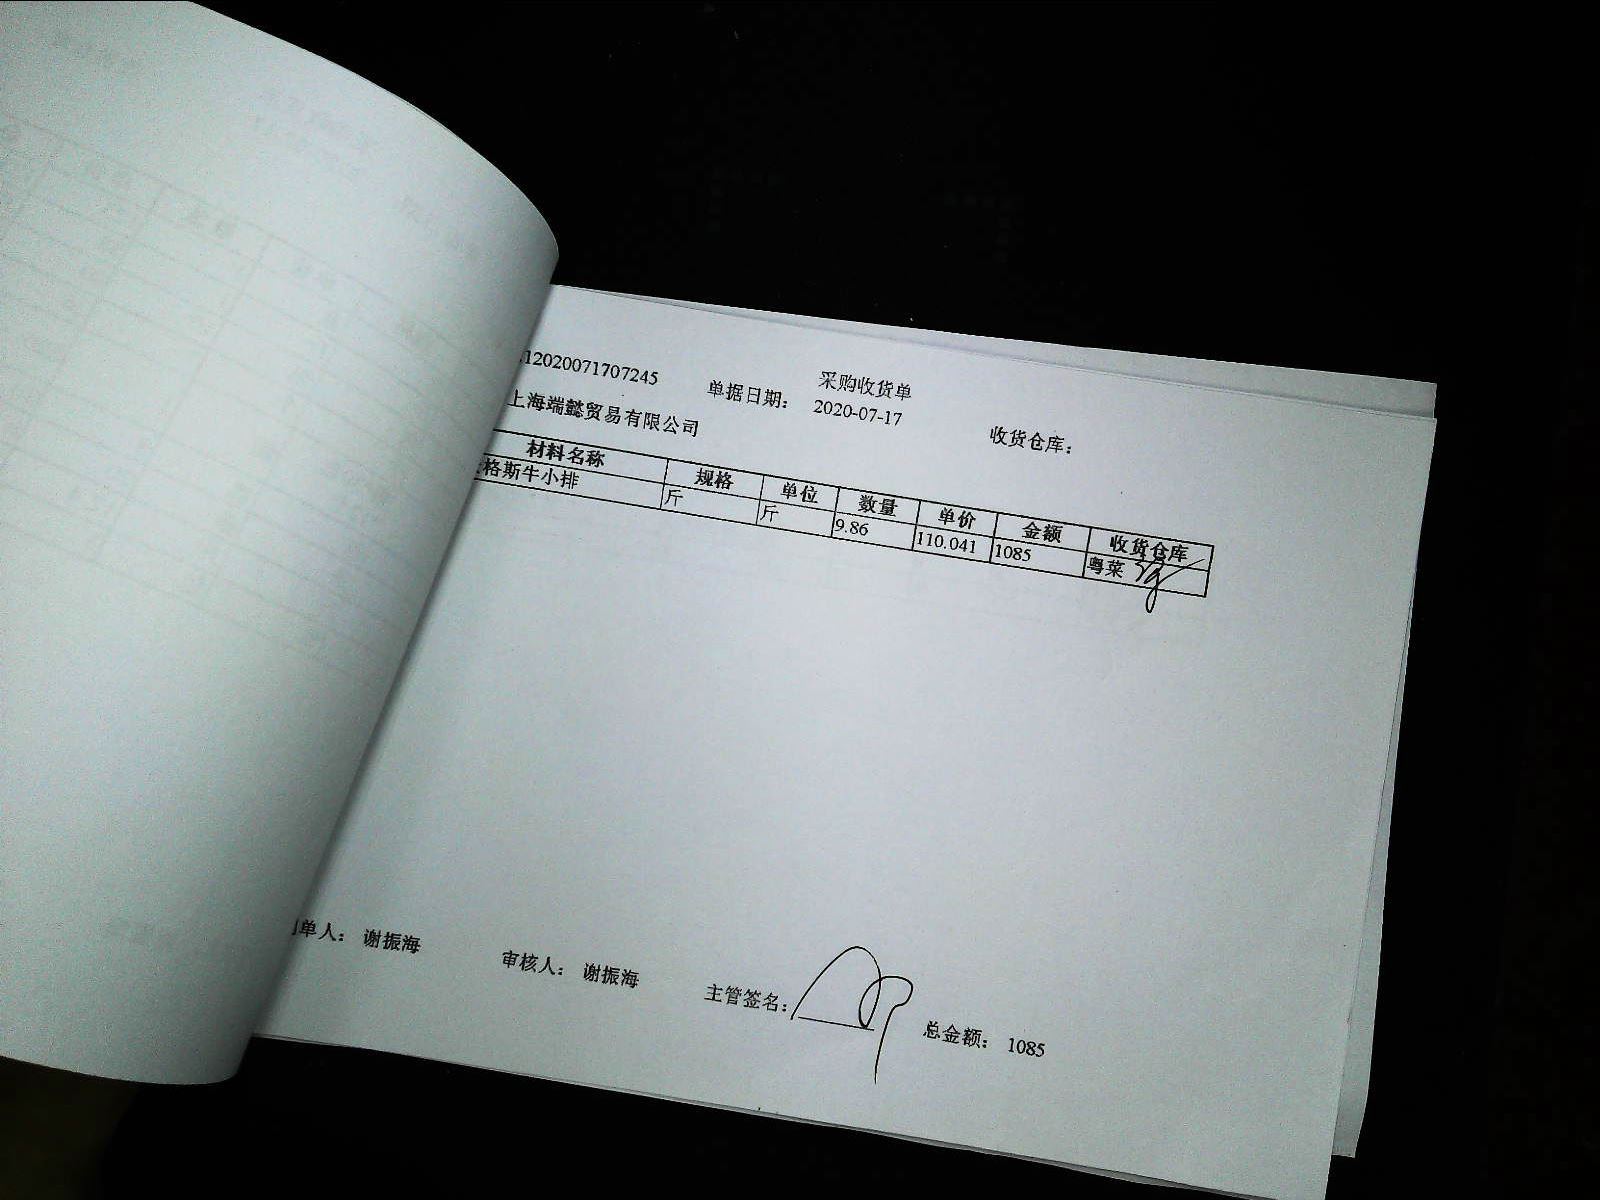 采购收货单
12020071707245 单据日期： 2020-07-17 收货仓库：
上海端懿贸易有限公司
材料名称 规格 单位 数量 单价 金额 收货仓库
格斯牛小排 斤 斤 9.86 110.041 1085 粤菜
单人： 谢振海 审核人： 谢振海 主管签名： 总金额： 1085